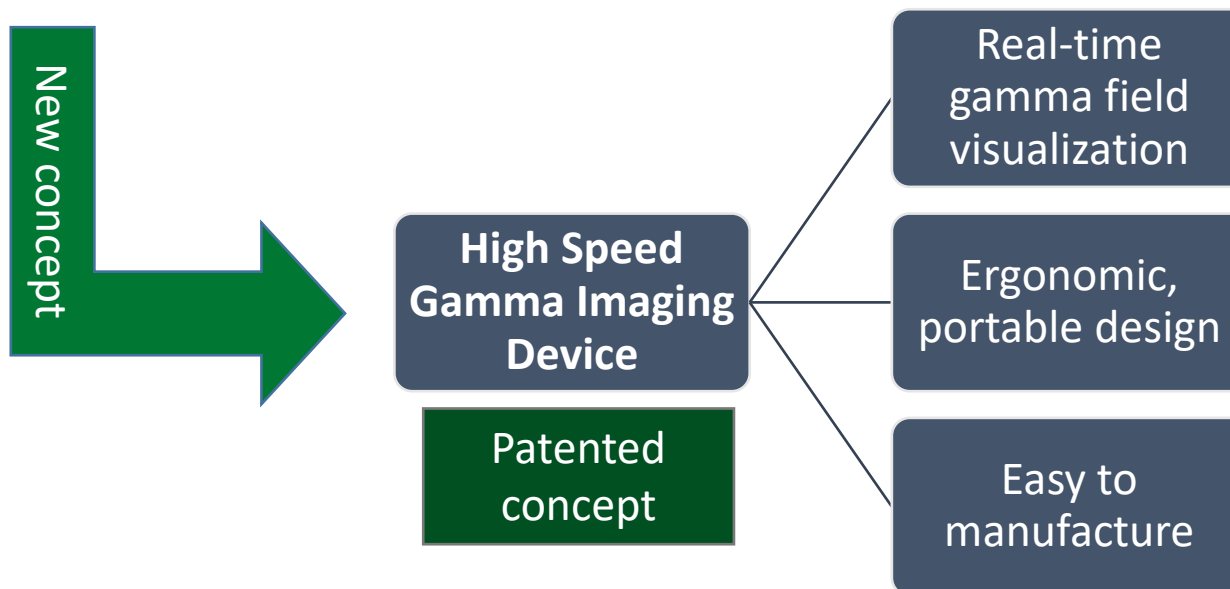 New concept
High Speed
Gamma Imaging
Device
Patented
concept
Real-time
gamma field
visualization
Ergonomic,
portable design
Easy to
manufacture